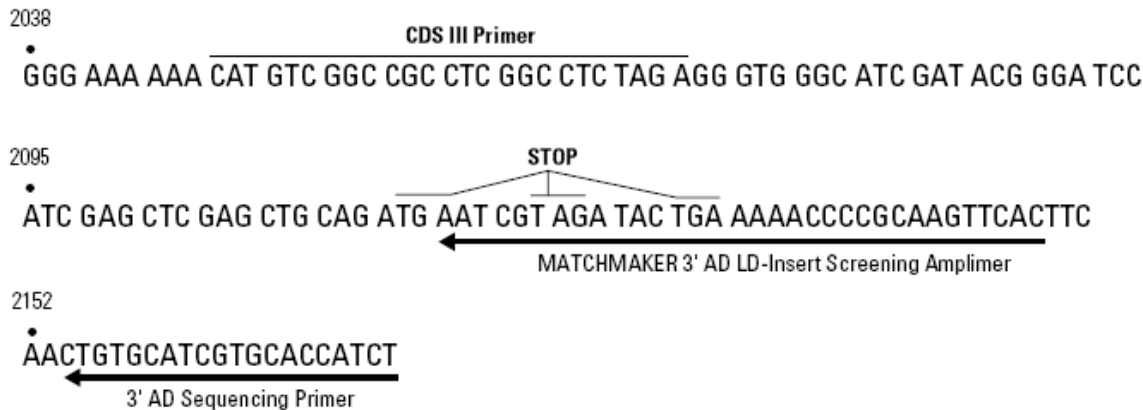 2038
CDS III Primer
GGG AAA AAA CAT GTC GGC CGC CTC GGC CTC TAG AGG GTG GGC ATC GAT ACG GGA TCC
2095
STOP
ATC GAG CTC GAG CTG CAG ATG AAT CGT AGA TAC TGA AAAACCCCGCAAGTTCACTTC
MATCHMAKER 3' AD LD-Insert Screening Amplimer
2152
AACTGTGCATCGTGCACCATCT
3' AD Sequencing Primer